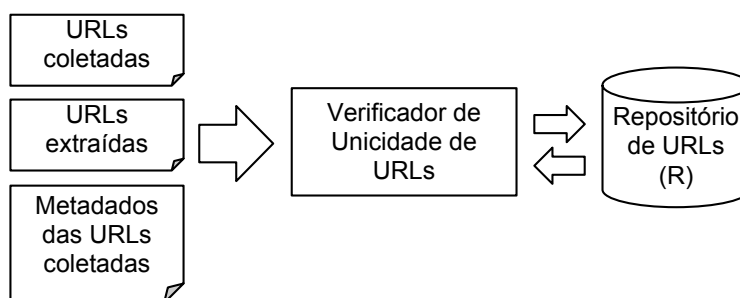 URLs
coletadas
URLs
extraídas
Metadados
das URLs
coletadas
Verificador de
Unicidade de
URLs
Repositório
de URLs
(R)